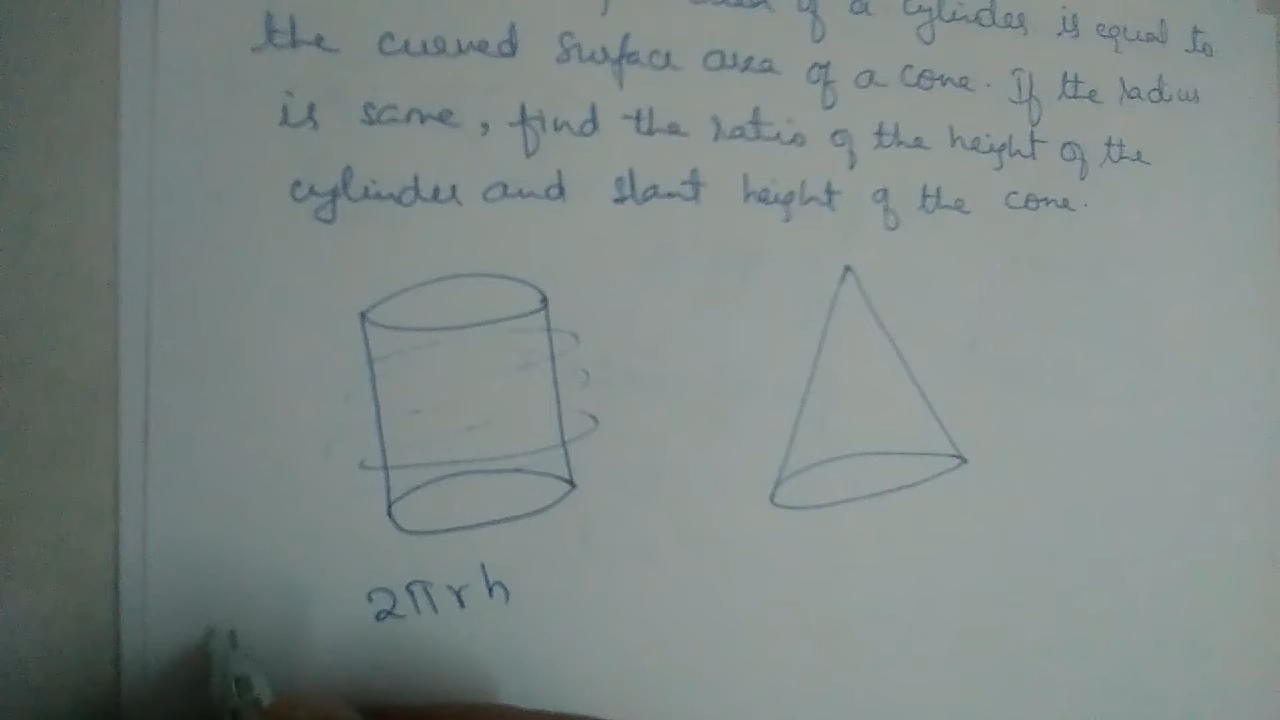 of a cylinder is equal to
the curved surface area of a cone. If the radius
is same, find the ratio of the height of the
cylinder and slant height of the cone.
2πrh